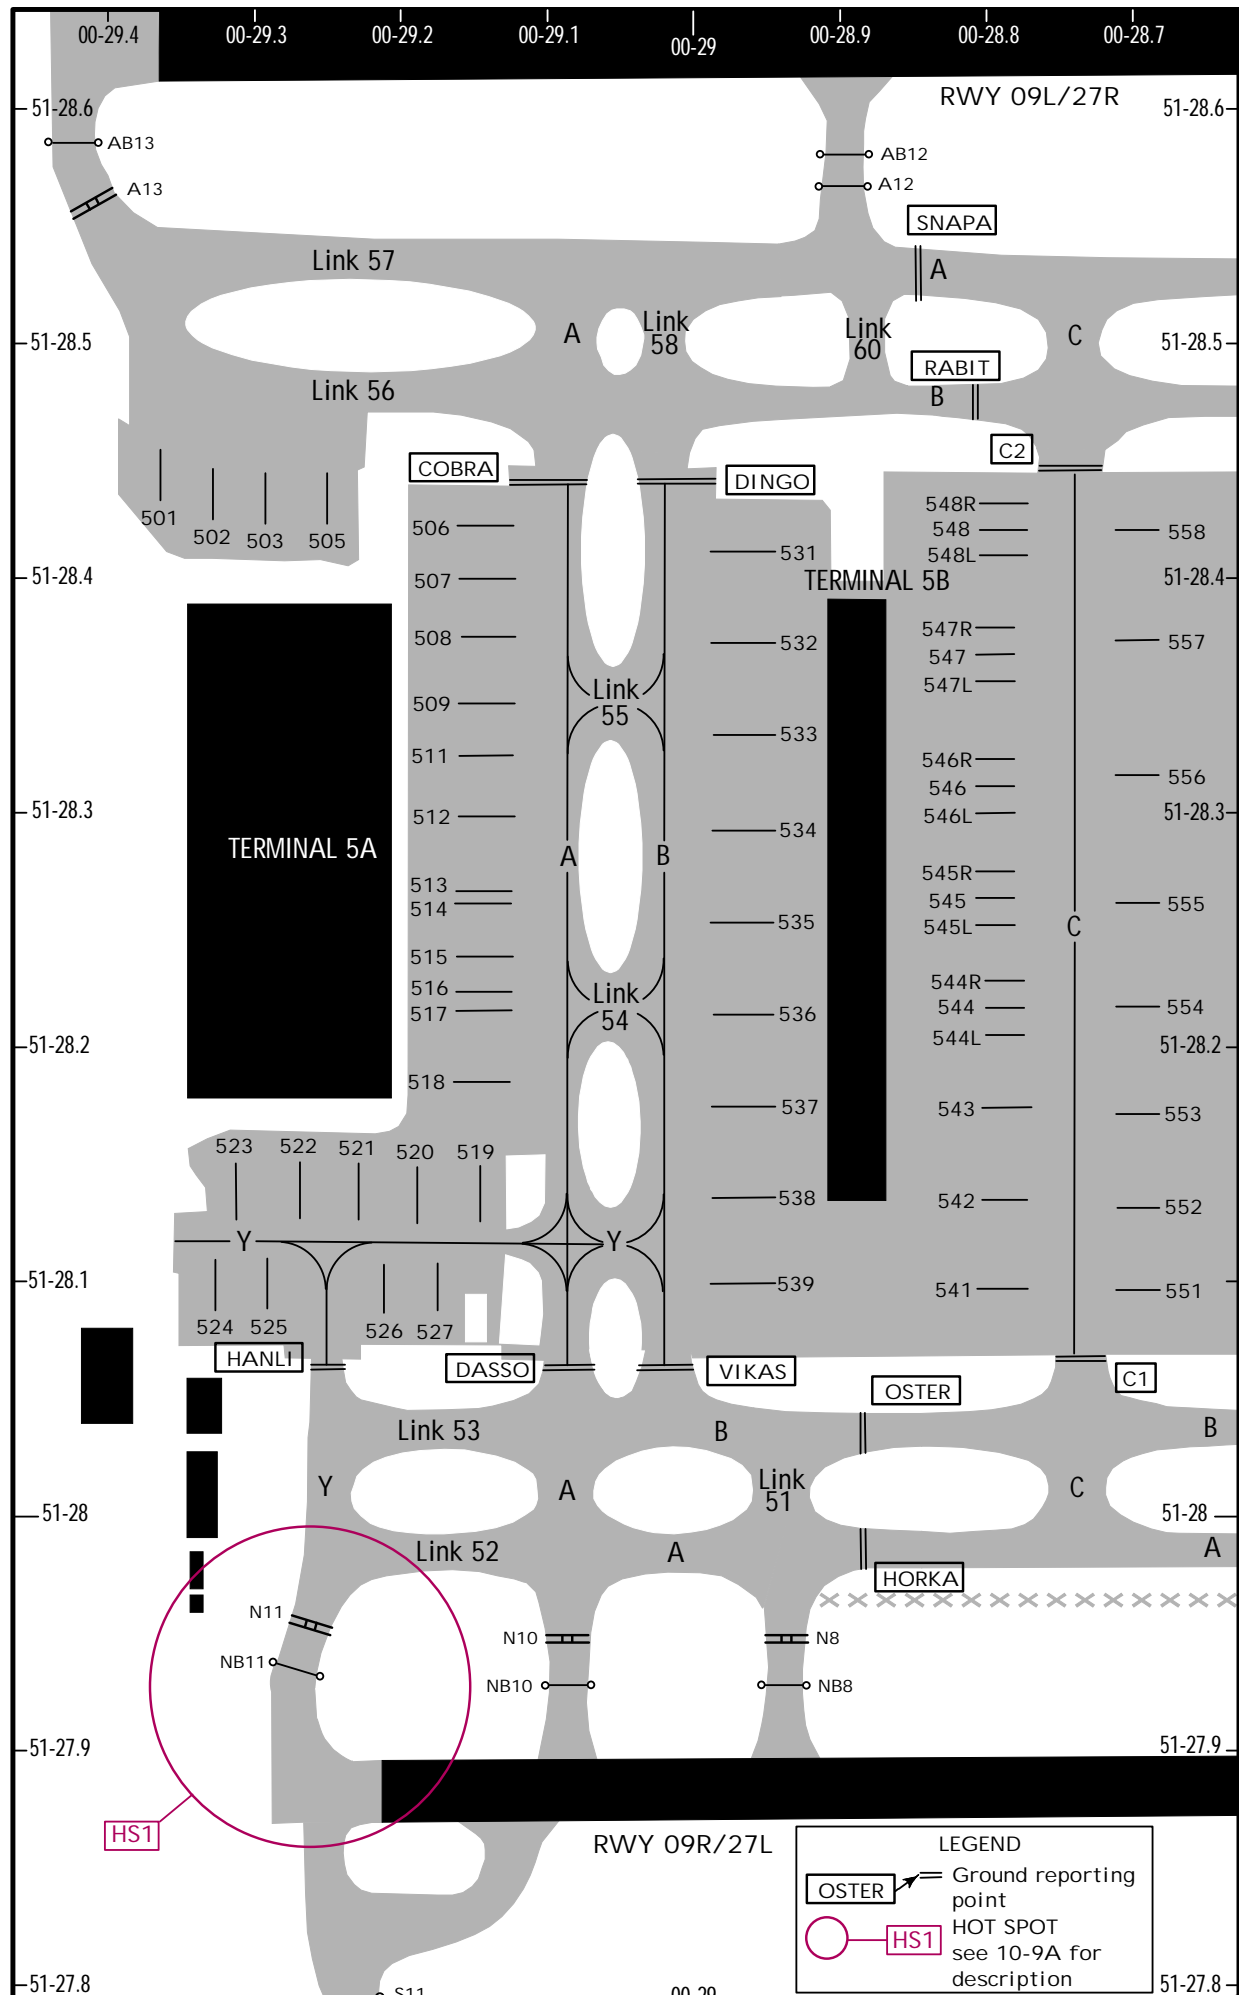 00-29.4 00-29.3 00-29.2 00-29.1 00-29 00-28.9 00-28.8 00-28.7
RWY 09L/27R
51-28.6 51-28.6
AB13 AB12
A13 A12
SNAPA
Link 57 A
51-28.5 A Link 58 Link 60 C 51-28.5
RABIT
Link 56 B
C2
COBRA DINGO
501 502 503 505
506 548R
548 558
531 548L
51-28.4 507 TERMINAL 5B 51-28.4
508 532 547R 557
547
547L
Link
55
509 533
511 546R 556
546
51-28.3 512 534 546L 51-28.3
TERMINAL 5A A B
513 545R
514 545 555
535 545L C
515
516 544R
Link
54
517 536 544 554
51-28.2 544L 51-28.2
518
537 543 553
523 522 521 520 519
538 542 552
Y Y
51-28.1 539 541 551
524 525 526 527
HANLI DASSO VIKAS C1
OSTER
Link 53 B B
Y A Link 51 C
51-28 51-28
Link 52 A A
HORKA
N11 N10 N8
NB11 NB10 NB8
51-27.9 51-27.9
HS1
RWY 09R/27L
LEGEND
OSTER Ground reporting
point
HS1 HOT SPOT
see 10-9A for
description
51-27.8 S11 00-29 51-27.8